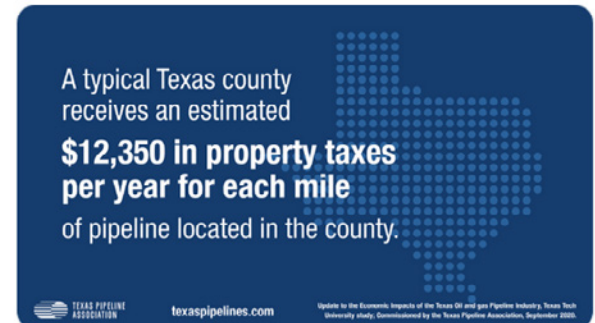 A typical Texas county
receives an estimated
$12,350 in property taxes
per year for each mile
of pipeline located in the county.
TEXAS PIPELINE
ASSOCIATION
texaspipelines.com
Update to the Economic Impacts of the Texas Oil and gas Pipeline Industry, Texas Tech
University study; Commissioned by the Texas Pipeline Association, September 2020.